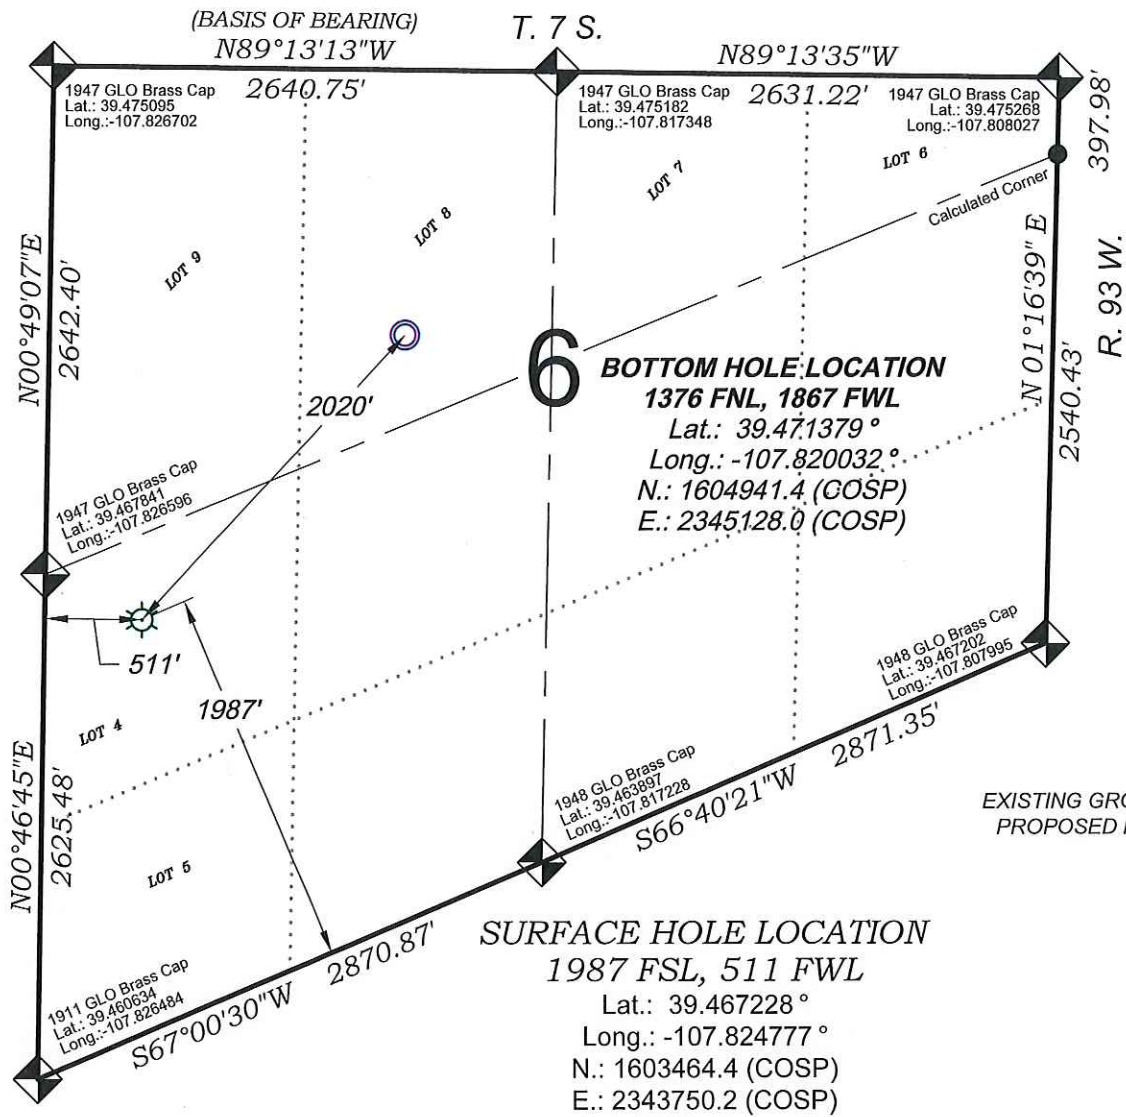 (BASIS OF BEARING)
T. 7 S.
N89°13'13"W
N89°13'35"W
2640.75'
2631.22'
1947 GLO Brass Cap
Lat.: 39.475095
Long.:-107.826702
1947 GLO Brass Cap
Lat.: 39.475182
Long.:-107.817348
1947 GLO Brass Cap
Lat.: 39.475268
Long.:-107.808027
397.98'
LOT 6
LOT 7
LOT 8
LOT 9
Calculated Corner
N00°49'07"E
2642.40'
N 01°16'39" E
2540.43'
R. 93 W.
6
2020'
BOTTOM HOLE LOCATION
1376 FNL, 1867 FWL
Lat.: 39.471379 °
Long.: -107.820032 °
N.: 1604941.4 (COSP)
E.: 2345128.0 (COSP)
1947 GLO Brass Cap
Lat.: 39.467841
Long.:-107.826596
511'
1987'
1948 GLO Brass Cap
Lat.: 39.467202
Long.:-107.807995
LOT 4
N00°46'45"E
2625.48'
LOT 5
1948 GLO Brass Cap
Lat.: 39.463897
Long.:-107.817228
2871.35'
S66°40'21"W
EXISTING GRO
PROPOSED
2870.87'
S67°00'30"W
1911 GLO Brass Cap
Lat.: 39.460634
Long.:-107.826484
SURFACE HOLE LOCATION
1987 FSL, 511 FWL
Lat.: 39.467228 °
Long.: -107.824777 °
N.: 1603464.4 (COSP)
E.: 2343750.2 (COSP)